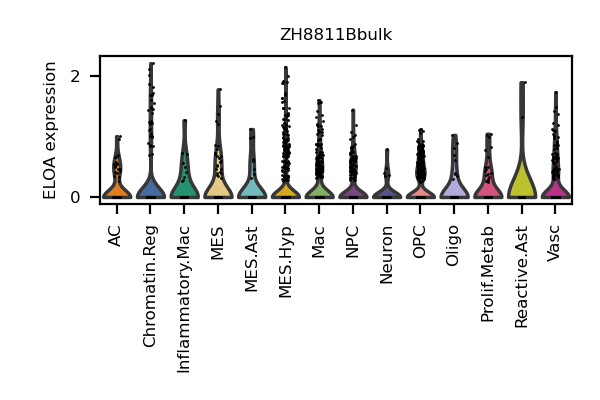 ZH8811Bbulk
ELOA expression
2
0
AC
Chromatin.Reg
Inflammatory.Mac
MES
MES.Ast
MES.Hyp
Mac
NPC
Neuron
OPC
Oligo
Prolif.Metab
Reactive.Ast
Vasc